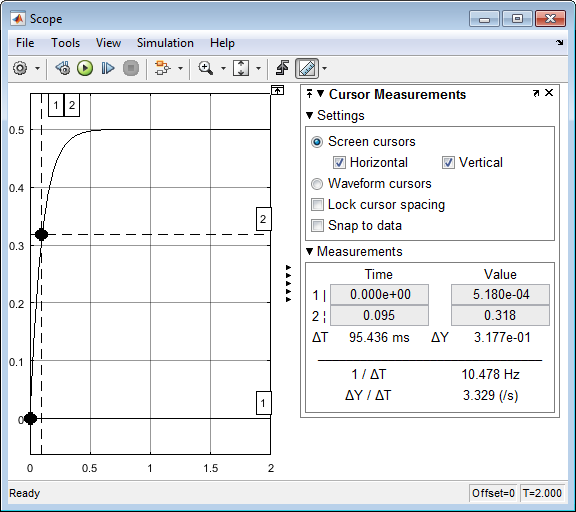 Scope
File Tools View Simulation Help
1 2
0.5
0.4
2
0.3
0.2
0.1
1
0
0 0.5 1 1.5 2
Cursor Measurements
Settings
Screen cursors
Horizontal Vertical
Waveform cursors
Lock cursor spacing
Snap to data
Measurements
Time Value
1 | 0.000e+00 5.180e-04
2 ¦ 0.095 0.318
ΔT 95.436 ms ΔY 3.177e-01
1 / ΔT 10.478 Hz
ΔY / ΔT 3.329 (/s)
Ready Offset=0 T=2.000